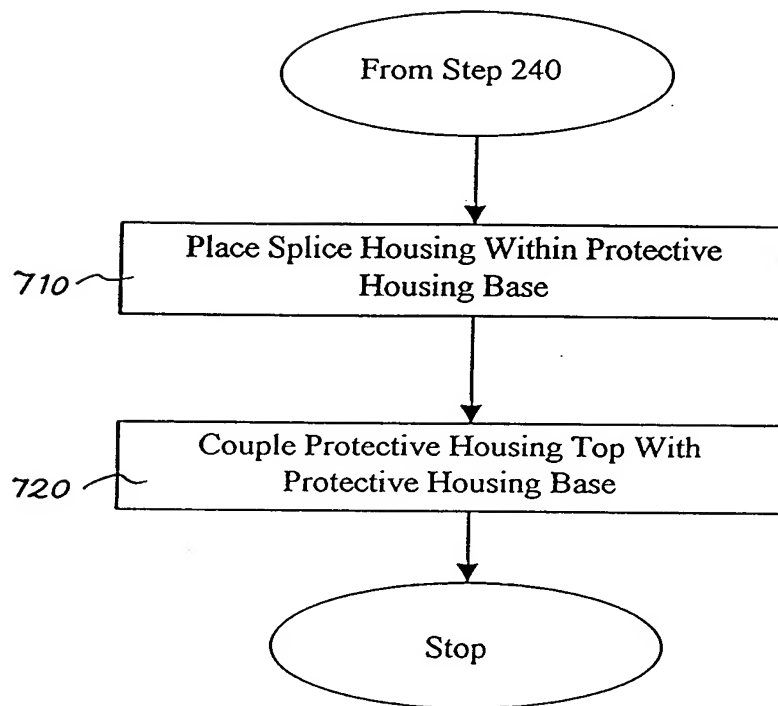 From Step 240
Place Splice Housing Within Protective
Housing Base
710
Couple Protective Housing Top With
Protective Housing Base
720
Stop